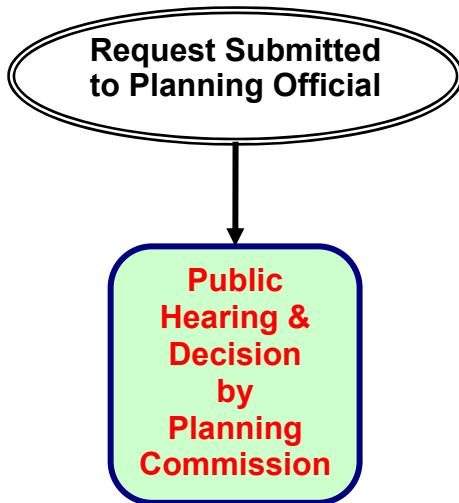 Request Submitted
to Planning Official
Public
Hearing &
Decision
by
Planning
Commission